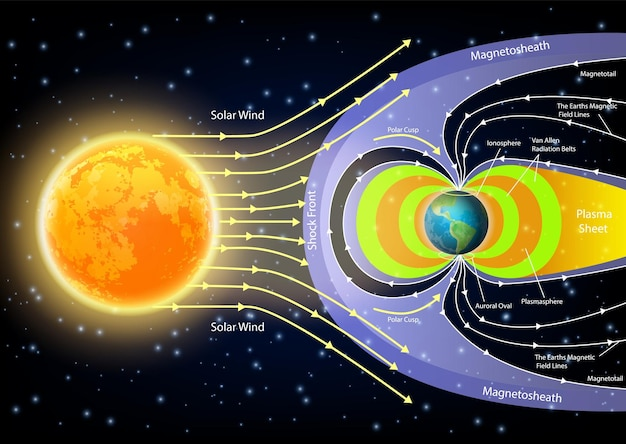 Magnetosheath
Magnetotail
The Earths Magnetic
Field Lines
Solar Wind
Polar Cusp
Ionosphere
Van Allen
Radiation Belts
Shock Front
Plasma
Sheet
Auroral Oval
Plasmasphere
Polar Cusp
Solar Wind
The Earths Magnetic
Field Lines
Magnetotail
Magnetosheath